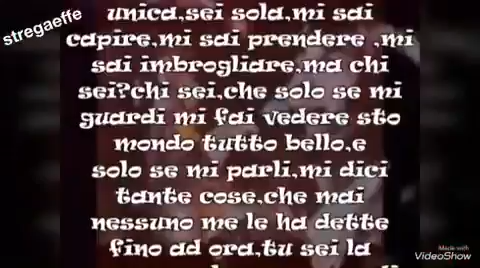 stregaeffe
unica,sei sola,mi sai
capire,mi sai prendere ,mi
sai imbrogliare,ma chi
sei?chi sei,che solo se mi
guardi mi fai vedere sto
mondo tutto bello,e
solo se mi parli,mi dici
tante cose,che mai
nessuno me le ha dette
fino ad ora,tu sei la
Made with
VideoShow